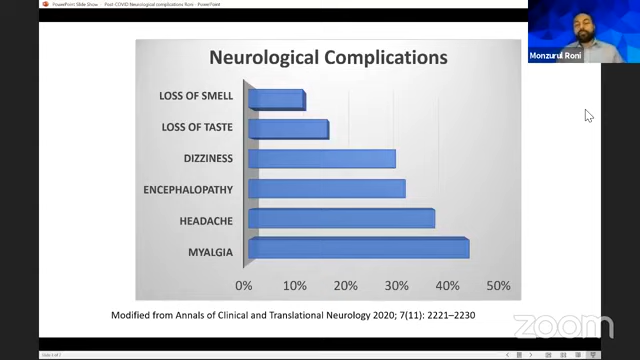 PowerPoint Slide Show - Post-COVID Neurological complications Roni - PowerPoint
Monzurul Roni
Neurological Complications
LOSS OF SMELL
LOSS OF TASTE
DIZZINESS
ENCEPHALOPATHY
HEADACHE
MYALGIA
0% 10% 20% 30% 40% 50%
Modified from Annals of Clinical and Translational Neurology 2020; 7(11): 2221–2230
zoom